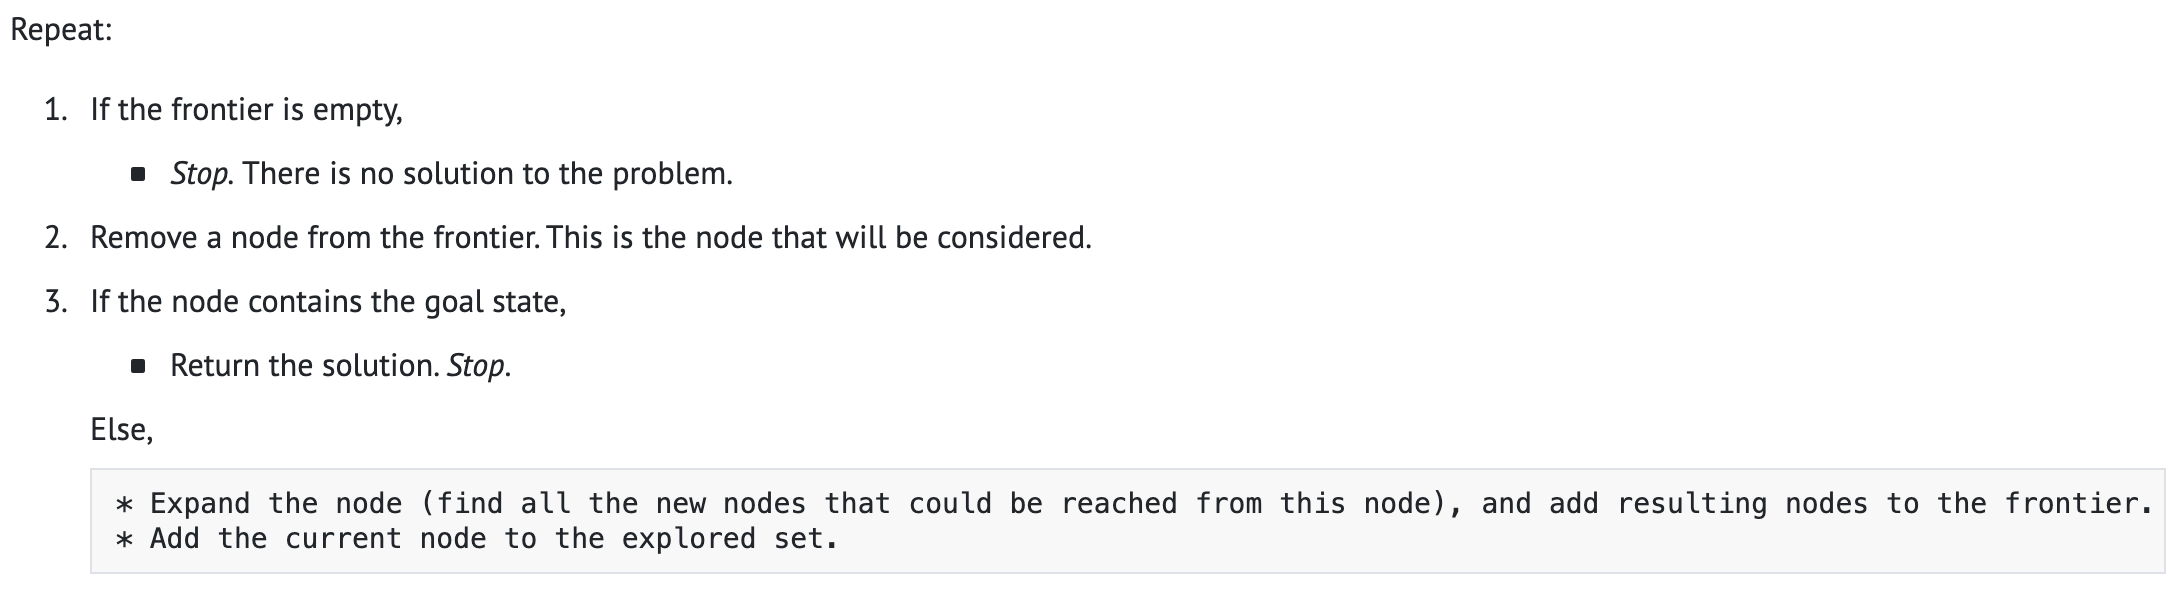 Repeat:
1. If the frontier is empty,
▪ Stop. There is no solution to the problem.
2. Remove a node from the frontier. This is the node that will be considered.
3. If the node contains the goal state,
▪ Return the solution. Stop.
Else,
* Expand the node (find all the new nodes that could be reached from this node), and add resulting nodes to the frontier.
* Add the current node to the explored set.